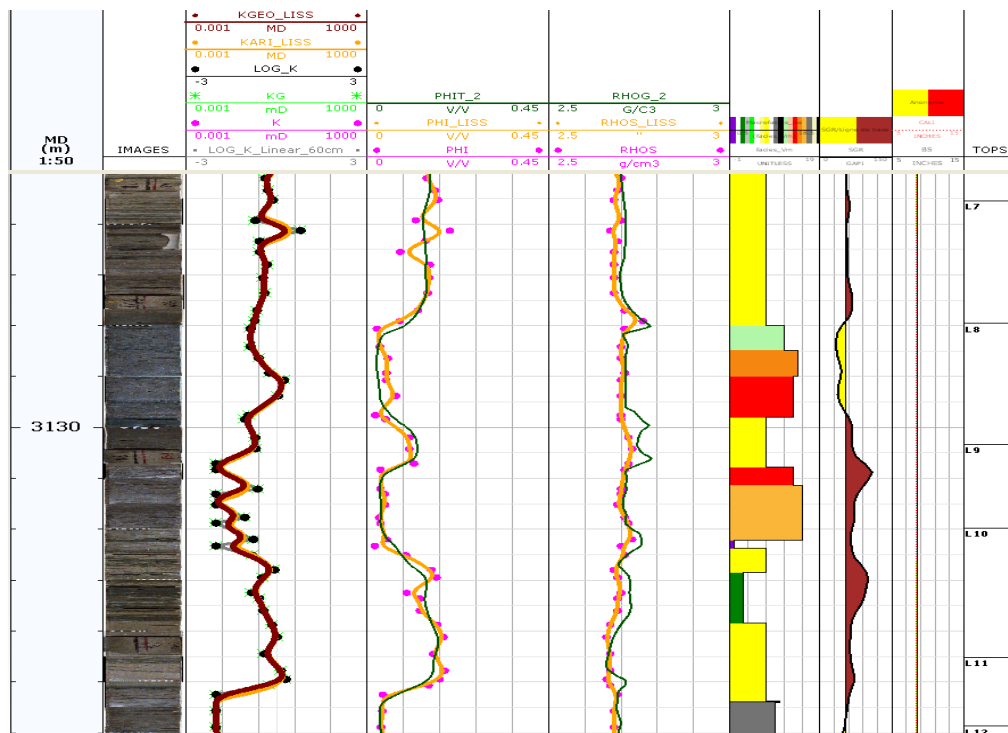 KGEO_LISS
0.001 MD 1000
KARI_LISS
0.001 MD 1000
LOG_K
-3 3
KG
0.001 mD 1000
K
0.001 mD 1000
LOG_K_Linear_60cm
-3 3
PHIT_2
0 V/V 0.45
PHI_LISS
0 V/V 0.45
PHI
0 V/V 0.45
RHOG_2
2.5 G/C3 3
RHOS_LISS
2.5 " 3
RHOS
2.5 g/cm3 3
facies_Vm
UNITLESS
SGR
0 GAPI 150
CALI
INCHES
BS
5 INCHES 15
MD
(m)
1:50
IMAGES
TOPS
L7
L8
3130
L9
L10
L11
L12